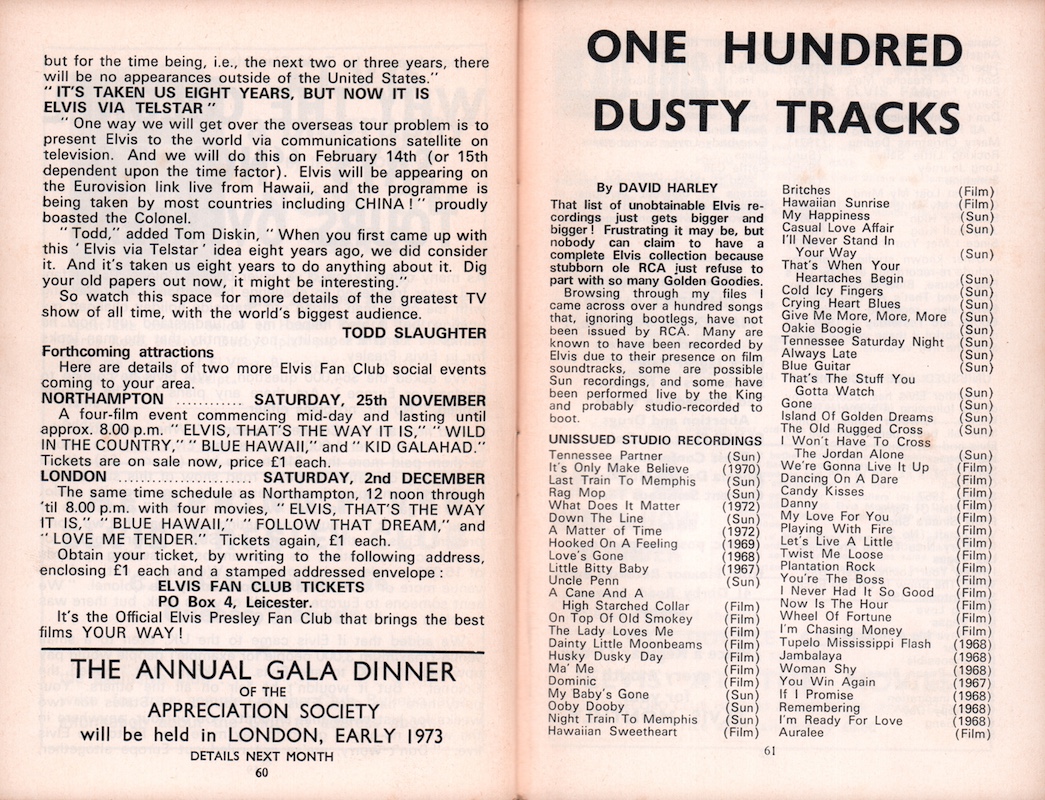 but for the time being, i.e., the next two or three years, there
will be no appearances outside of the United States."
" IT'S TAKEN US EIGHT YEARS, BUT NOW IT IS
ELVIS VIA TELSTAR "
" One way we will get over the overseas tour problem is to
present Elvis to the world via communications satellite on
television. And we will do this on February 14th (or 15th
dependent upon the time factor). Elvis will be appearing on
the Eurovision link live from Hawaii, and the programme is
being taken by most countries including CHINA ! " proudly
boasted the Colonel.
" Todd," added Tom Diskin, " When you first came up with
this ' Elvis via Telstar ' idea eight years ago, we did consider
it. And it's taken us eight years to do anything about it. Dig
your old papers out now, it might be interesting."
So watch this space for more details of the greatest TV
show of all time, with the world's biggest audience.
TODD SLAUGHTER
Forthcoming attractions
Here are details of two more Elvis Fan Club social events
coming to your area.
NORTHAMPTON ............ SATURDAY, 25th NOVEMBER
A four-film event commencing mid-day and lasting until
approx. 8.00 p.m. " ELVIS, THAT'S THE WAY IT IS," " WILD
IN THE COUNTRY," " BLUE HAWAII," and " KID GALAHAD."
Tickets are on sale now, price £1 each.
LONDON ........................ SATURDAY, 2nd DECEMBER
The same time schedule as Northampton, 12 noon through
'til 8.00 p.m. with four movies, " ELVIS, THAT'S THE WAY
IT IS," " BLUE HAWAII," " FOLLOW THAT DREAM," and
" LOVE ME TENDER." Tickets again, £1 each.
Obtain your ticket, by writing to the following address,
enclosing £1 each and a stamped addressed envelope :
ELVIS FAN CLUB TICKETS
PO Box 4, Leicester.
It's the Official Elvis Presley Fan Club that brings the best
films YOUR WAY !
THE ANNUAL GALA DINNER
OF THE
APPRECIATION SOCIETY
will be held in LONDON, EARLY 1973
DETAILS NEXT MONTH
60
ONE HUNDRED
DUSTY TRACKS
By DAVID HARLEY
That list of unobtainable Elvis re-
cordings just gets bigger and
bigger ! Frustrating it may be, but
nobody can claim to have a
complete Elvis collection because
stubborn ole RCA just refuse to
part with so many Golden Goodies.
Browsing through my files I
came across over a hundred songs
that, ignoring bootlegs, have not
been issued by RCA. Many are
known to have been recorded by
Elvis due to their presence on film
soundtracks, some are possible
Sun recordings, and some have
been performed live by the King
and probably studio-recorded to
boot.
UNISSUED STUDIO RECORDINGS
Tennessee Partner (Sun)
It's Only Make Believe (1970)
Last Train To Memphis (Sun)
Rag Mop (Sun)
What Does It Matter (1972)
Down The Line (Sun)
A Matter of Time (1972)
Hooked On A Feeling (1969)
Love's Gone (1968)
Little Bitty Baby (1967)
Uncle Penn (Sun)
A Cane And A
High Starched Collar (Film)
On Top Of Old Smokey (Film)
The Lady Loves Me (Film)
Dainty Little Moonbeams (Film)
Husky Dusky Day (Film)
Ma' Me (Film)
Dominic (Film)
My Baby's Gone (Sun)
Ooby Dooby (Sun)
Night Train To Memphis (Sun)
Hawaiian Sweetheart (Film)
Britches (Film)
Hawaiian Sunrise (Film)
My Happiness (Sun)
Casual Love Affair (Sun)
I'll Never Stand In
Your Way (Sun)
That's When Your
Heartaches Begin (Sun)
Cold Icy Fingers (Sun)
Crying Heart Blues (Sun)
Give Me More, More, More (Sun)
Oakie Boogie (Sun)
Tennessee Saturday Night (Sun)
Always Late (Sun)
Blue Guitar (Sun)
That's The Stuff You
Gotta Watch (Sun)
Gone (Sun)
Island Of Golden Dreams (Sun)
The Old Rugged Cross (Sun)
I Won't Have To Cross
The Jordan Alone (Sun)
We're Gonna Live It Up (Film)
Dancing On A Dare (Film)
Candy Kisses (Film)
Danny (Film)
My Love For You (Film)
Playing With Fire (Film)
Let's Live A Little (Film)
Twist Me Loose (Film)
Plantation Rock (Film)
You're The Boss (Film)
I Never Had It So Good (Film)
Now Is The Hour (Film)
Wheel Of Fortune (Film)
I'm Chasing Money (Film)
Tupelo Mississippi Flash (1968)
Jambalaya (1968)
Woman Shy (1968)
You Win Again (1967)
If I Promise (1968)
Remembering (1968)
I'm Ready For Love (1968)
Auralee (Film)
61